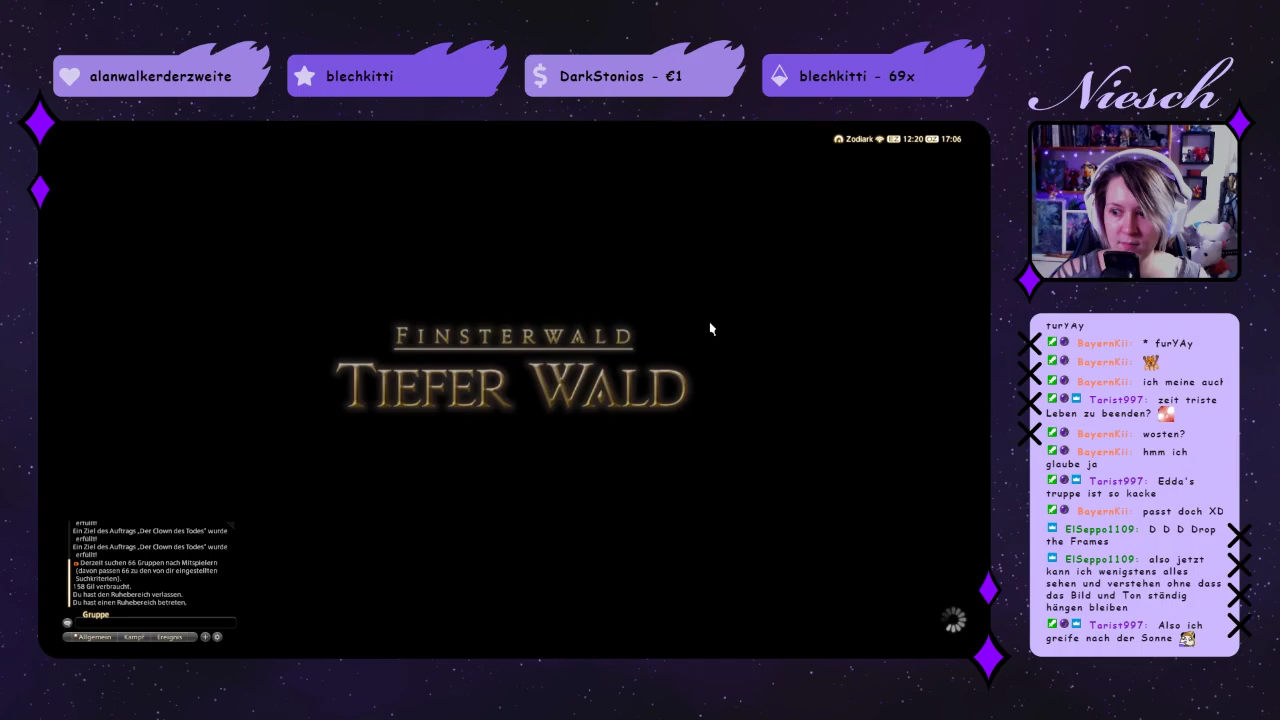 alanwalkerderzweite
blechkitti
DarkStonios - €1
blechkitti - 69x
Niesch
Zodiark EZ 12:20 OZ 17:06
FINSTERWALD
TIEFER WALD
erfüllt!
Ein Ziel des Auftrags „Der Clown des Todes" wurde
erfüllt!
Ein Ziel des Auftrags „Der Clown des Todes" wurde
erfüllt!
Derzeit suchen 66 Gruppen nach Mitspielern
(davon passen 66 zu den von dir eingestellten
Suchkriterien).
158 Gil verbraucht.
Du hast den Ruhebereich verlassen.
Du hast einen Ruhebereich betreten.
Gruppe
Allgemein Kampf Ereignis
furYAy
BayernKii: * furYAy
BayernKii:
BayernKii: ich meine auch
Tarist997: zeit triste
Leben zu beenden?
BayernKii: wosten?
BayernKii: hmm ich
glaube ja
Tarist997: Edda's
truppe ist so kacke
BayernKii: passt doch XD
ElSeppo1109: D D D Drop
the Frames
ElSeppo1109: also jetzt
kann ich wenigstens alles
sehen und verstehen ohne dass
das Bild und Ton ständig
hängen bleiben
Tarist997: Also ich
greife nach der Sonne